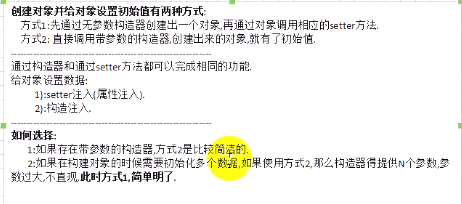 创建对象并给对象设置初始值有两种方式:
方式1:先通过无参数构造器创建出一个对象,再通过对象调用相应的setter方法.
方式2: 直接调用带参数的构造器,创建出来的对象,就有了初始值.
通过构造器和通过setter方法都可以完成相同的功能.
给对象设置数据:
1):setter注入(属性注入).
2):构造注入.
如何选择:
1:如果存在带参数的构造器,方式2是比较简洁的.
2:如果在构建对象的时候需要初始化多个数据,如果使用方式2,那么构造器得提供N个参数,参
数过大,不直观,此时方式1,简单明了.